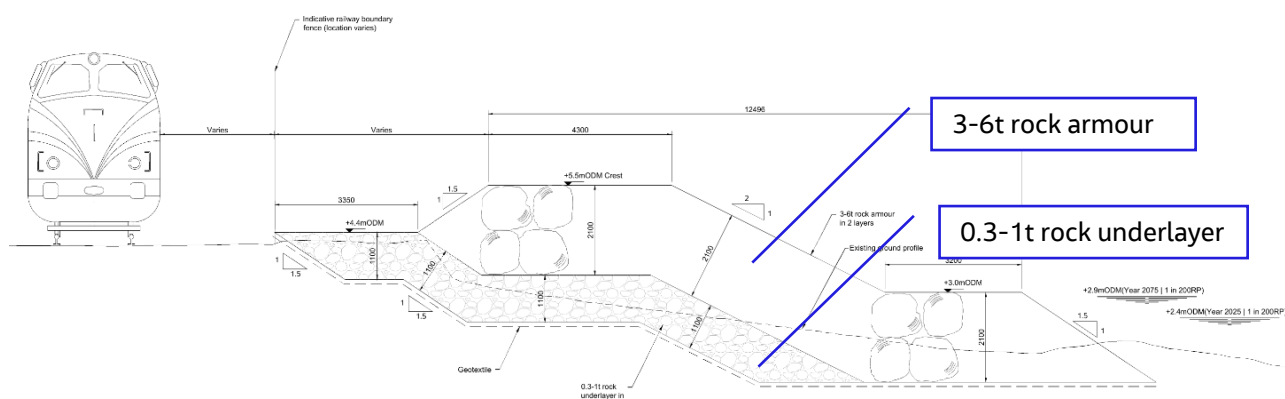 Indicative railway boundary
fence (location varies)
12496
3-6t rock armour
Varies
Varies
4300
+5.5mODM Crest
1.5
1
3350
2
1
+4.4mODM
3-6t rock armour
in 2 layers
0.3-1t rock underlayer
2100
2100
Existing ground profile
1100
1100
3200
1
1.5
+3.0mODM
+2.9mODM(Year 2075 | 1 in 200RP)
1
1.5
1100
1100
2100
1.5
1
+2.4mODM(Year 2025 | 1 in 200RP)
Geotextile
0.3-1t rock
underlayer in